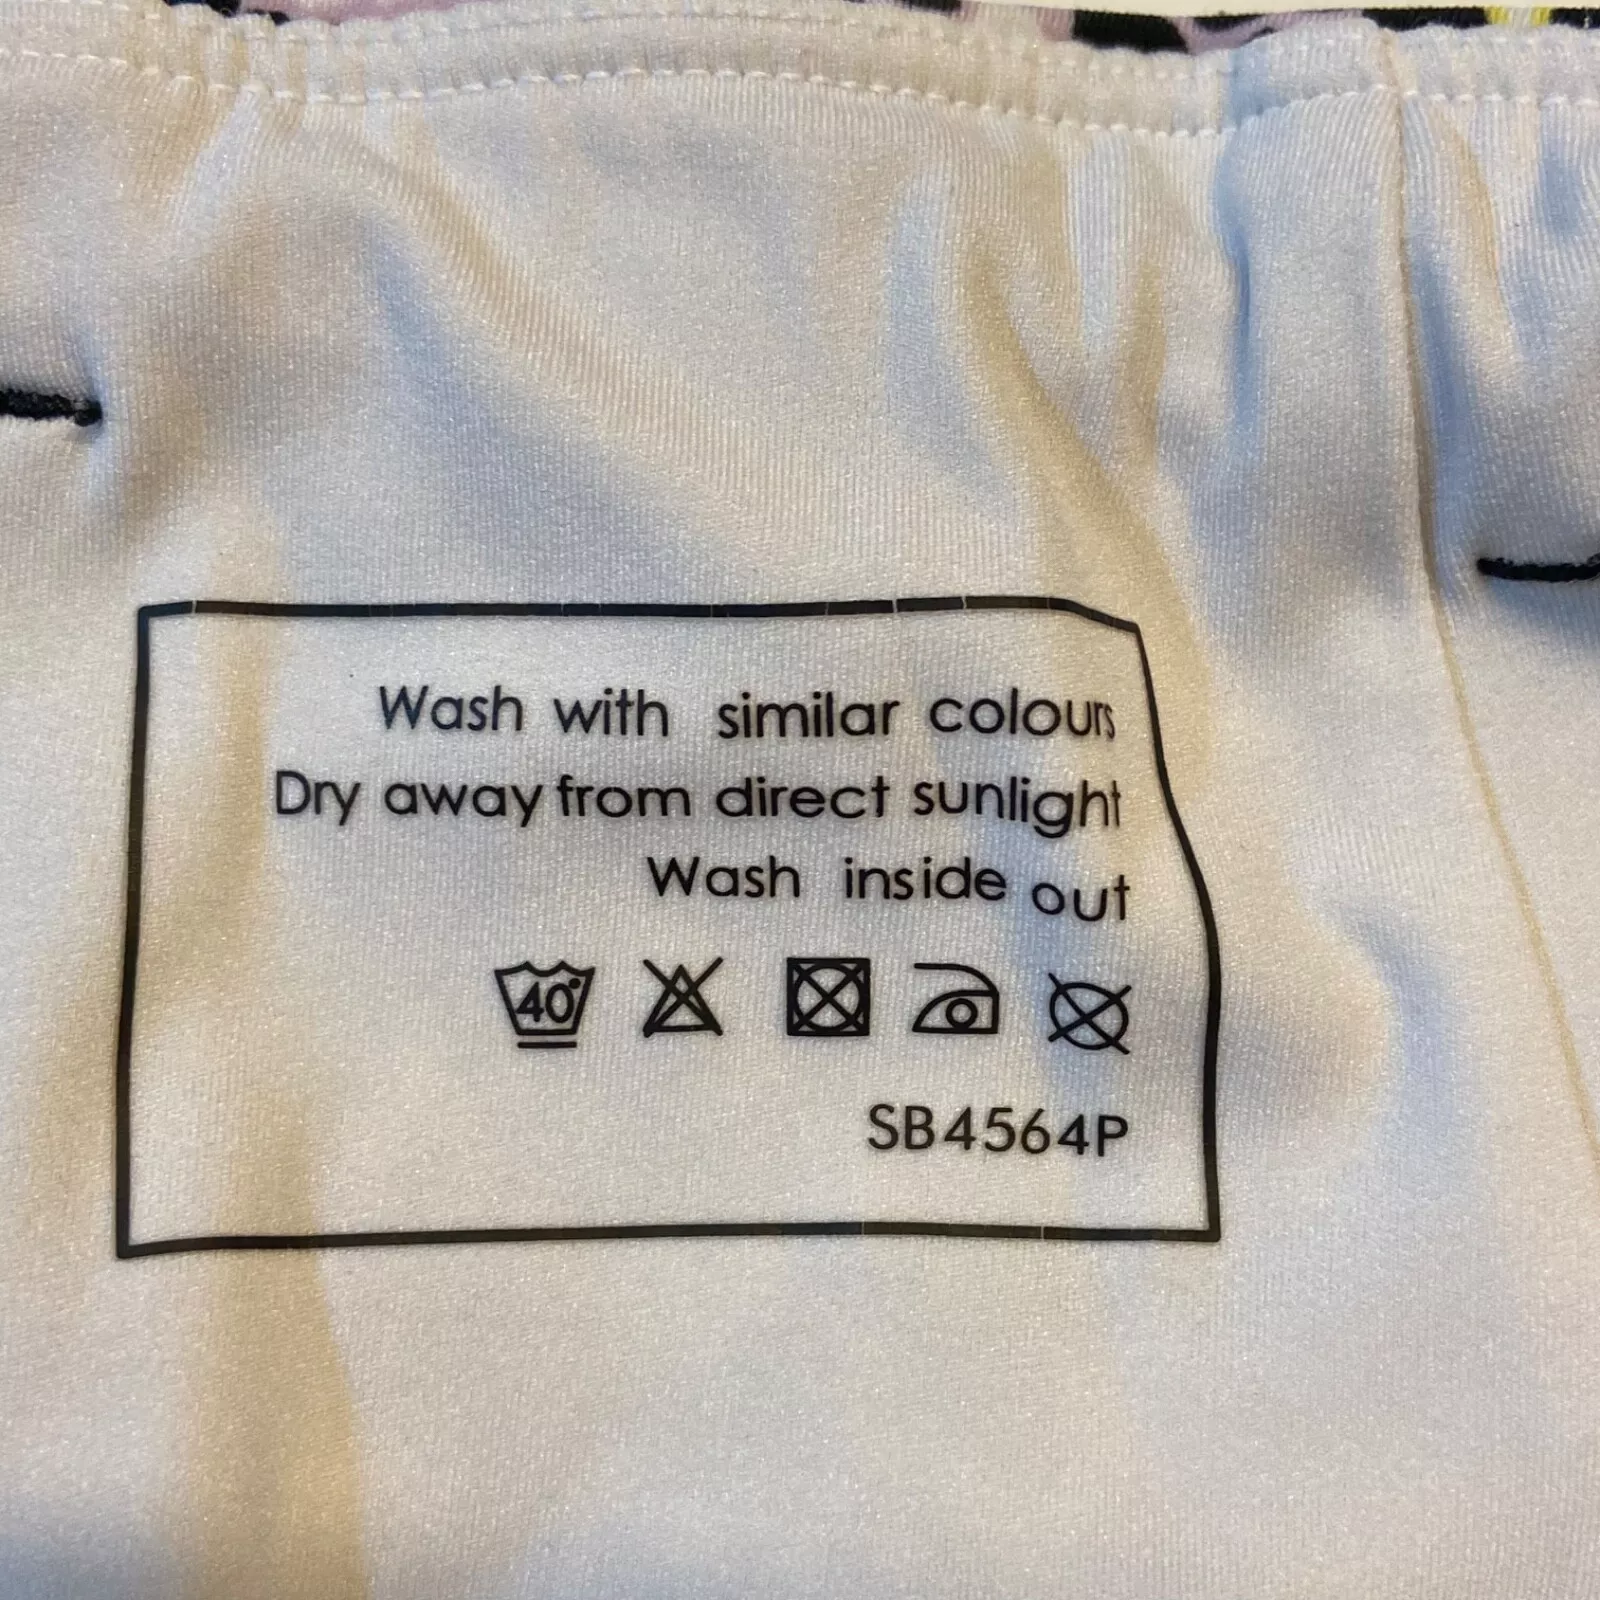 Wash with similar colours
Dry away from direct sunlight
Wash inside out
40°
SB4564P